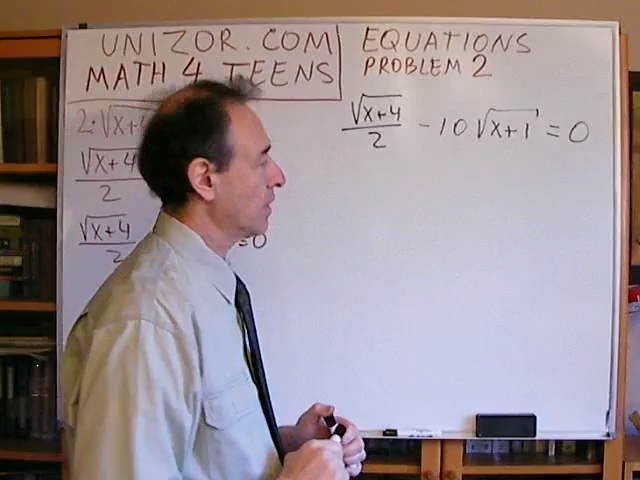 UNIZOR.COM
MATH 4 TEENS
EQUATIONS
PROBLEM 2
2·√x+4
√x+4
2
√x+4
2
=0
√x+4
2 - 10 √x+1 = 0